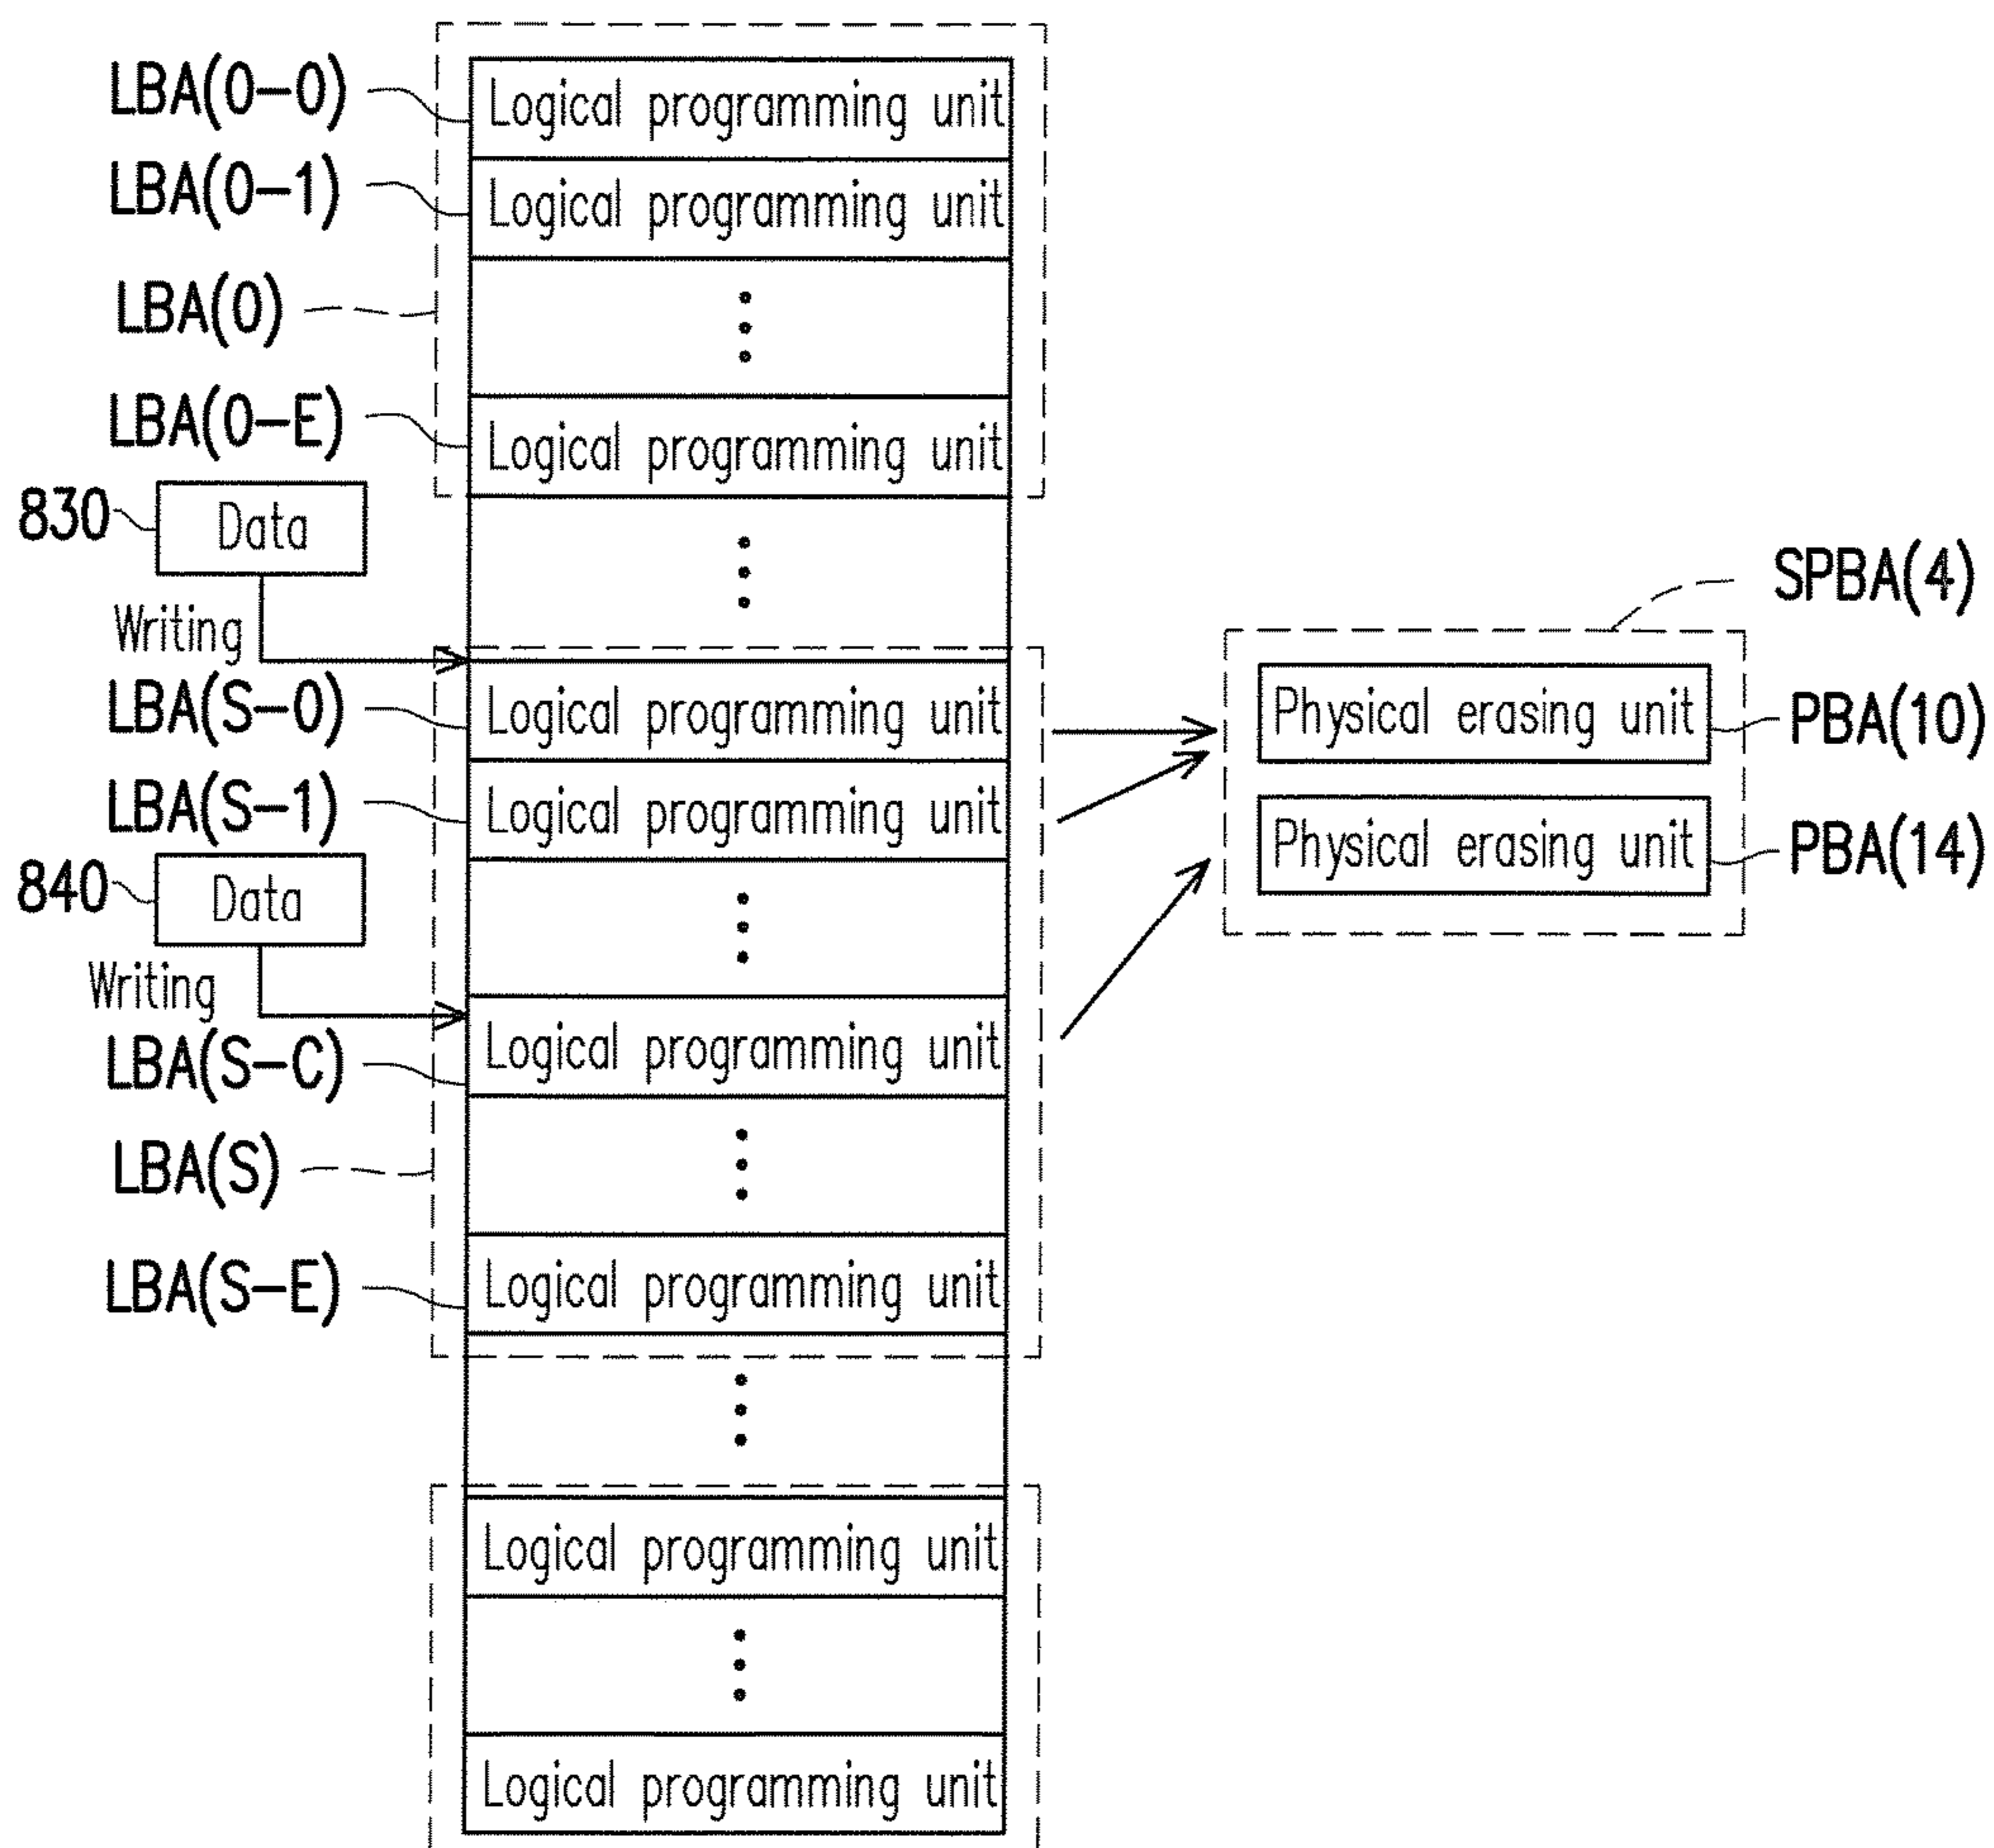 LBA(0-0)
Logical programming unit
LBA(0-1)
Logical programming unit
LBA(0)
LBA(0-E)
Logical programming unit
830
Data
Writing
SPBA(4)
LBA(S-0)
Logical programming unit
Physical erasing unit
PBA(10)
LBA(S-1)
Logical programming unit
Physical erasing unit
PBA(14)
840
Data
Writing
LBA(S-C)
Logical programming unit
LBA(S)
LBA(S-E)
Logical programming unit
Logical programming unit
Logical programming unit